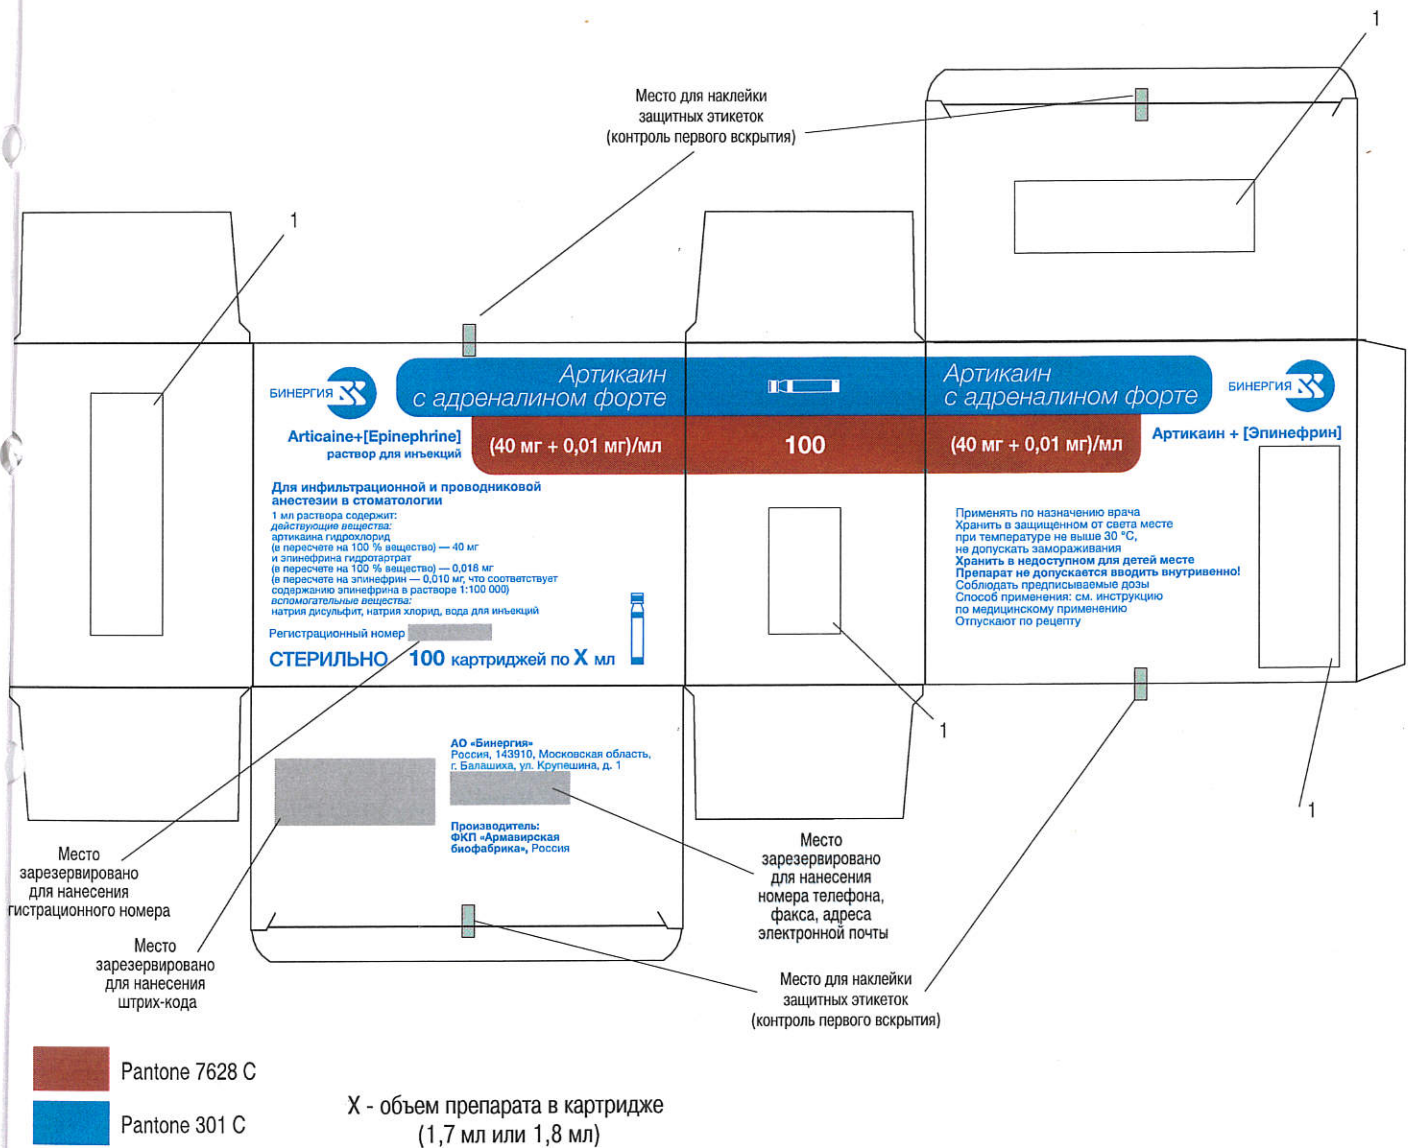 1
Место для наклейки
защитных этикеток
(контроль первого вскрытия)
1
БИНЕРГИЯ
Артикаин
с адреналином форте
Articaine+[Epinephrine]
раствор для инъекций
(40 мг + 0,01 мг)/мл
Для инфильтрационной и проводниковой
анестезии в стоматологии
1 мл раствора содержит:
действующие вещества:
артикаина гидрохлорид
(в пересчете на 100 % вещество) — 40 мг
и эпинефрина гидротартрат
(в пересчете на 100 % вещество) — 0,018 мг
(в пересчете на эпинефрин — 0,010 мг, что соответствует
содержанию эпинефрина в растворе 1:100 000)
вспомогательные вещества:
натрия дисульфит, натрия хлорид, вода для инъекций
Регистрационный номер
СТЕРИЛЬНО 100 картриджей по X мл
100
Артикаин
с адреналином форте
БИНЕРГИЯ
(40 мг + 0,01 мг)/мл
Артикаин + [Эпинефрин]
Применять по назначению врача
Хранить в защищенном от света месте
при температуре не выше 30 °С,
не допускать замораживания
Хранить в недоступном для детей месте
Препарат не допускается вводить внутривенно!
Соблюдать предписываемые дозы
Способ применения: см. инструкцию
по медицинскому применению
Отпускают по рецепту
1
1
АО «Бинергия»
Россия, 143910, Московская область,
г. Балашиха, ул. Крупешина, д. 1
Производитель:
ФКП «Армавирская
биофабрика», Россия
Место
зарезервировано
для нанесения
гистрационного номера
Место
зарезервировано
для нанесения
штрих-кода
Место
зарезервировано
для нанесения
номера телефона,
факса, адреса
электронной почты
Место для наклейки
защитных этикеток
(контроль первого вскрытия)
Pantone 7628 C
Pantone 301 C
X - объем препарата в картридже
(1,7 мл или 1,8 мл)